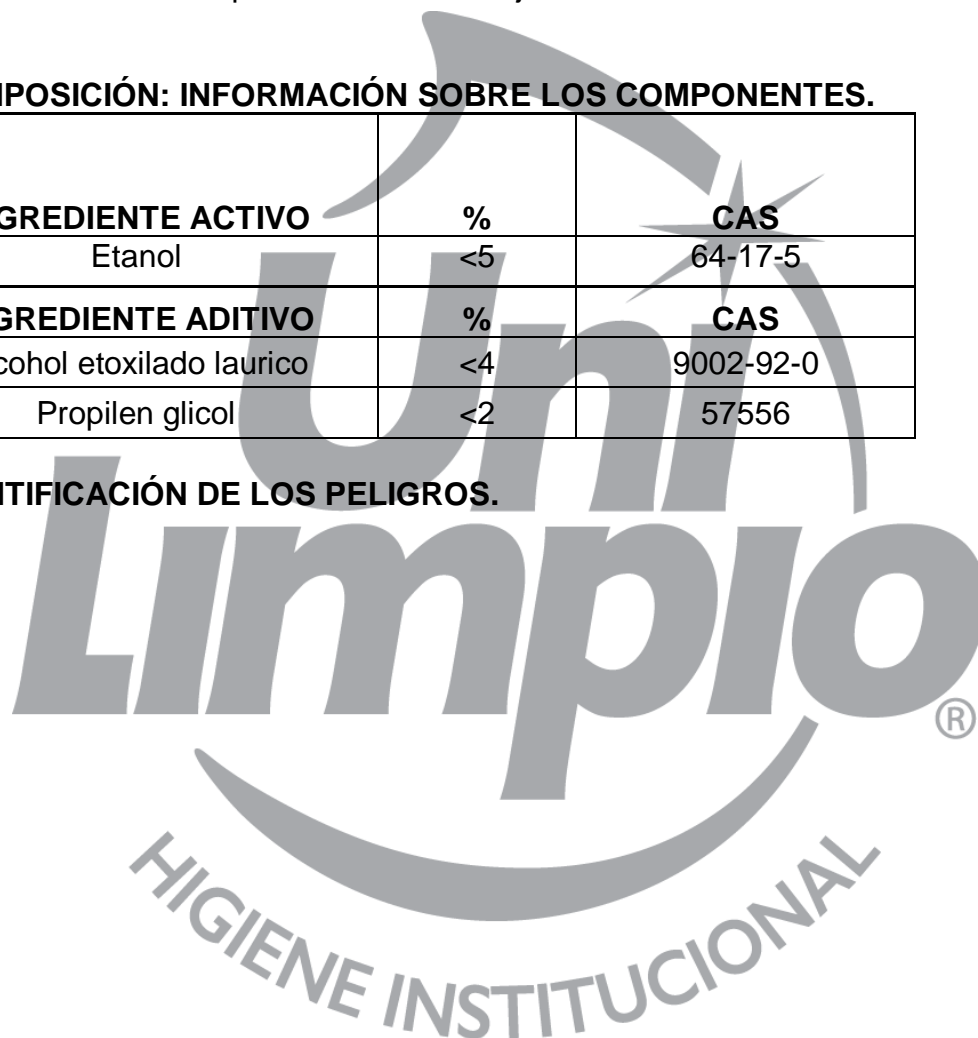 MPOSICIÓN: INFORMACIÓN SOBRE LOS COMPONENTES.
GREDIENTE ACTIVO % CAS
Etanol <5 64-17-5
GREDIENTE ADITIVO % CAS
cohol etoxilado laurico <4 9002-92-0
Propilen glicol <2 57556
NTIFICACIÓN DE LOS PELIGROS.
Uni
Limpio®
HIGIENE INSTITUCIONAL